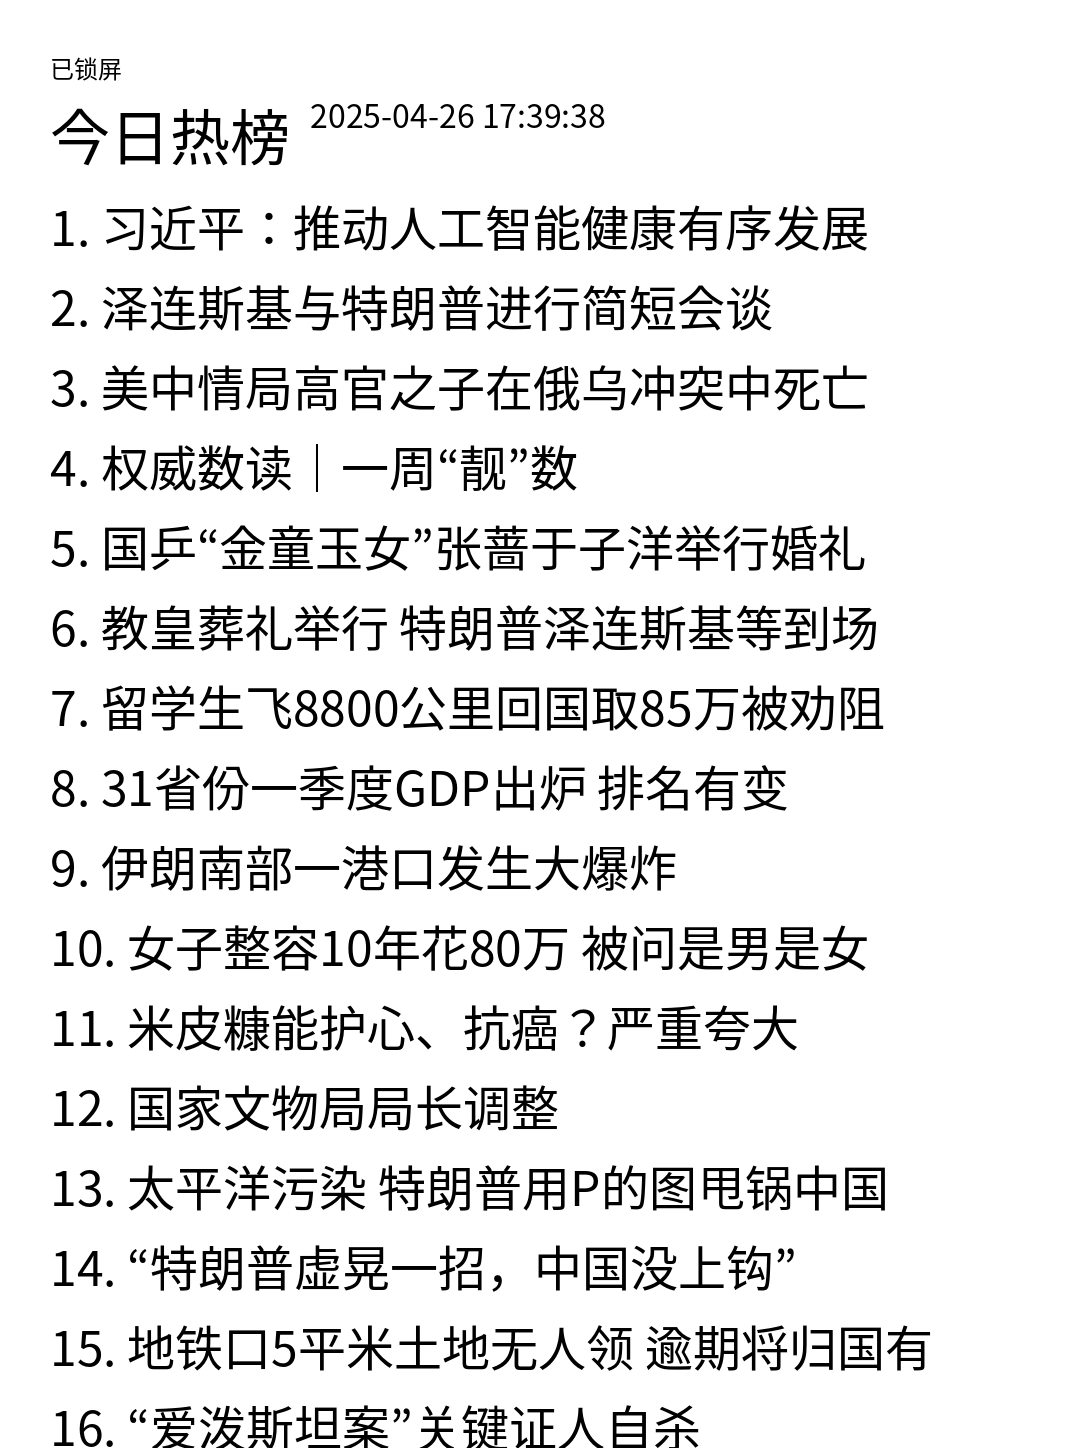 已锁屏
今日热榜 2025-04-26 17:39:38
1. 习近平：推动人工智能健康有序发展
2. 泽连斯基与特朗普进行简短会谈
3. 美中情局高官之子在俄乌冲突中死亡
4. 权威数读｜一周“靓”数
5. 国乒“金童玉女”张蔷于子洋举行婚礼
6. 教皇葬礼举行 特朗普泽连斯基等到场
7. 留学生飞8800公里回国取85万被劝阻
8. 31省份一季度GDP出炉 排名有变
9. 伊朗南部一港口发生大爆炸
10. 女子整容10年花80万 被问是男是女
11. 米皮糠能护心、抗癌？严重夸大
12. 国家文物局局长调整
13. 太平洋污染 特朗普用P的图甩锅中国
14. “特朗普虚晃一招，中国没上钩”
15. 地铁口5平米土地无人领 逾期将归国有
16. “爱泼斯坦案”关键证人自杀